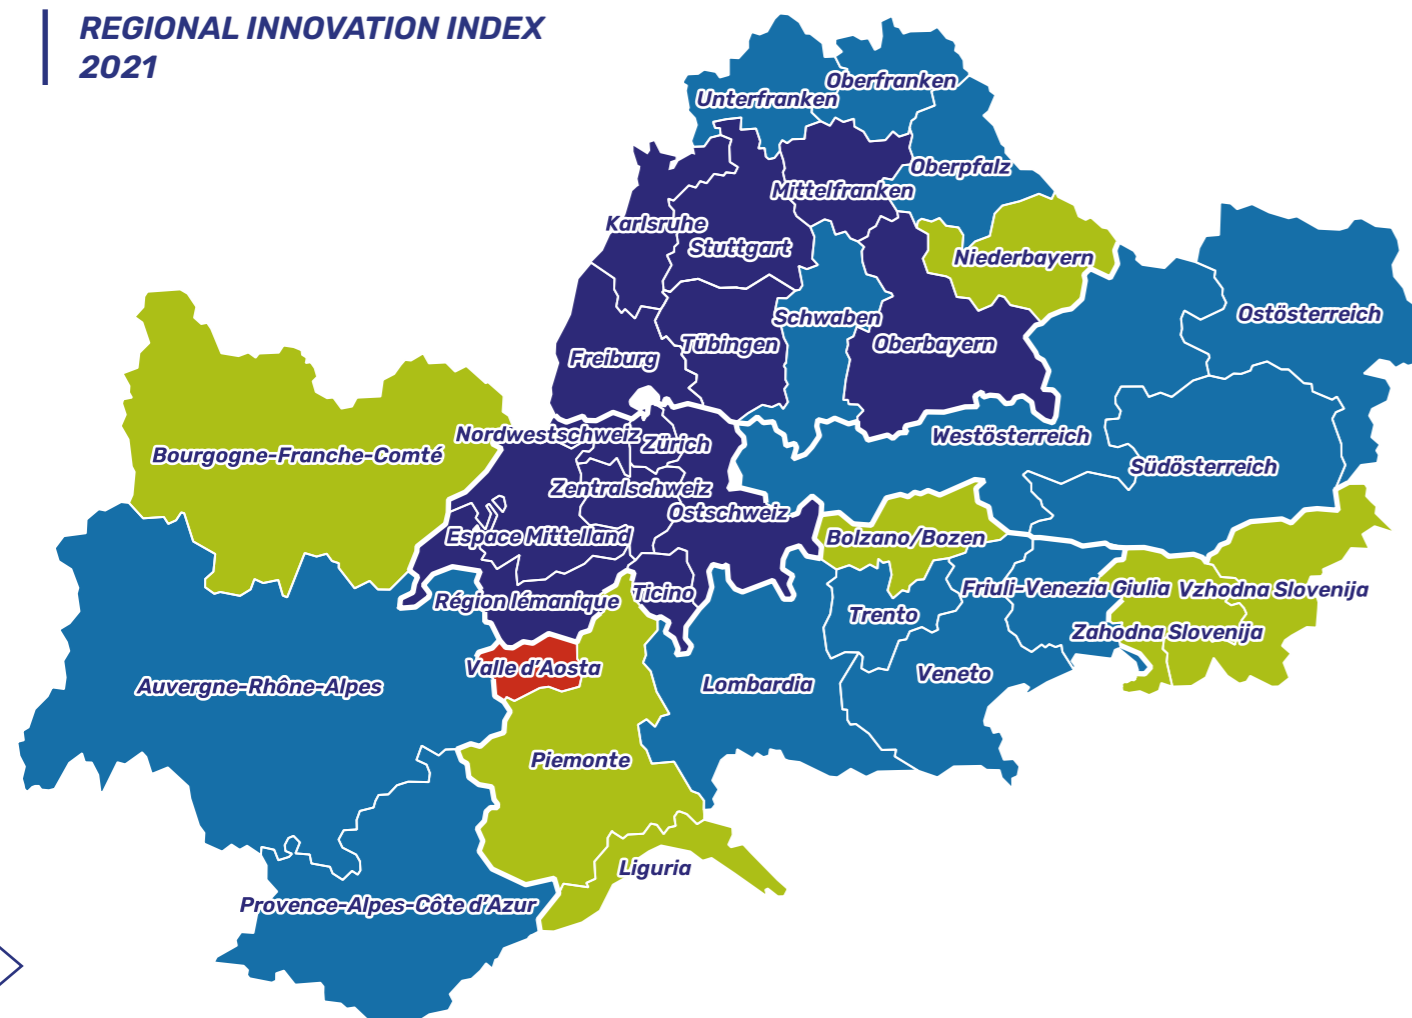 REGIONAL INNOVATION INDEX
2021
Oberfranken
Unterfranken
Oberpfalz
Mittelfranken
Karlsruhe
Stuttgart
Niederbayern
Ostösterreich
Schwaben
Oberbayern
Tübingen
Freiburg
Nordwestschweiz
Zürich
Westösterreich
Bourgogne-Franche-Comté
Südösterreich
Zentralschweiz
Ostschweiz
Espace Mittelland
Bolzano/Bozen
Friuli-Venezia Giulia
Vzhodna Slovenija
Ticino
Région lémanique
Trento
Zahodna Slovenija
Valle d'Aosta
Veneto
Lombardia
Auvergne-Rhône-Alpes
Piemonte
Liguria
Provence-Alpes-Côte d'Azur